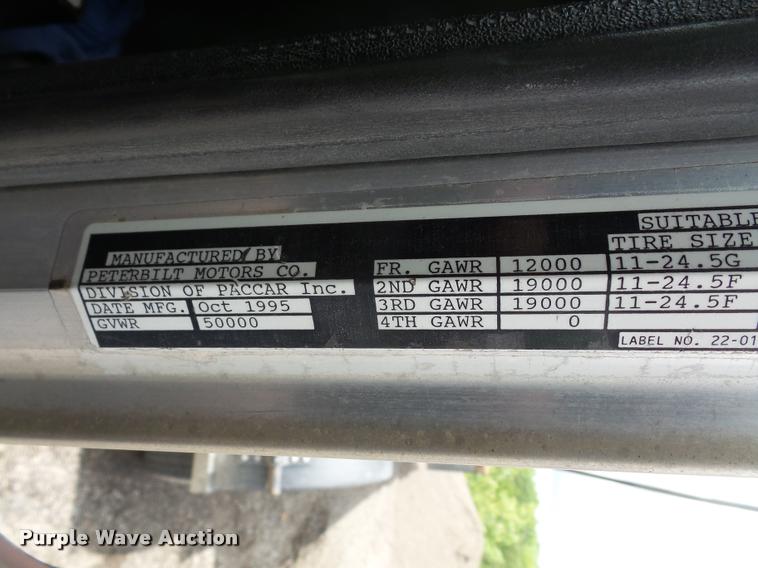 MANUFACTURED BY
PETERBILT MOTORS CO.
DIVISION OF PACCAR Inc.
DATE MFG. Oct 1995
GVWR 50000
SUITABLE
TIRE SIZE
FR. GAWR 12000 11-24.5G
2ND GAWR 19000 11-24.5F
3RD GAWR 19000 11-24.5F
4TH GAWR 0
LABEL NO. 22-01
Purple Wave Auction